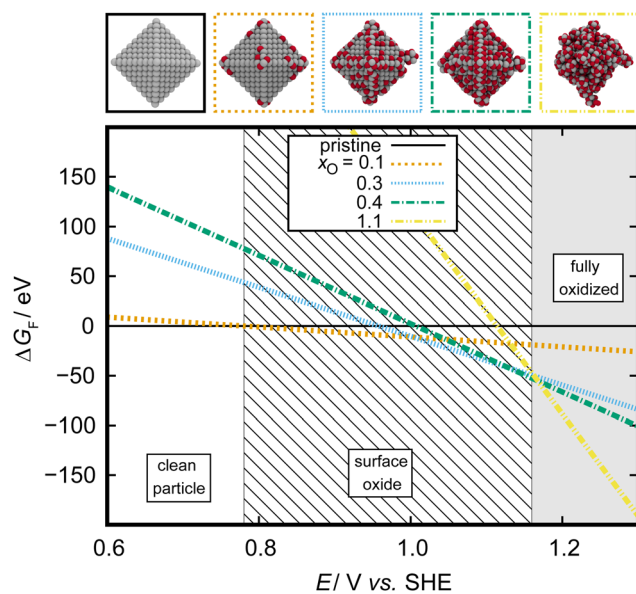 pristine
x_O = 0.1
0.3
0.4
1.1
150
100
50
0
−50
−100
−150
ΔG_F / eV
fully
oxidized
clean
particle
surface
oxide
0.6
0.8
1.0
1.2
E / V vs. SHE